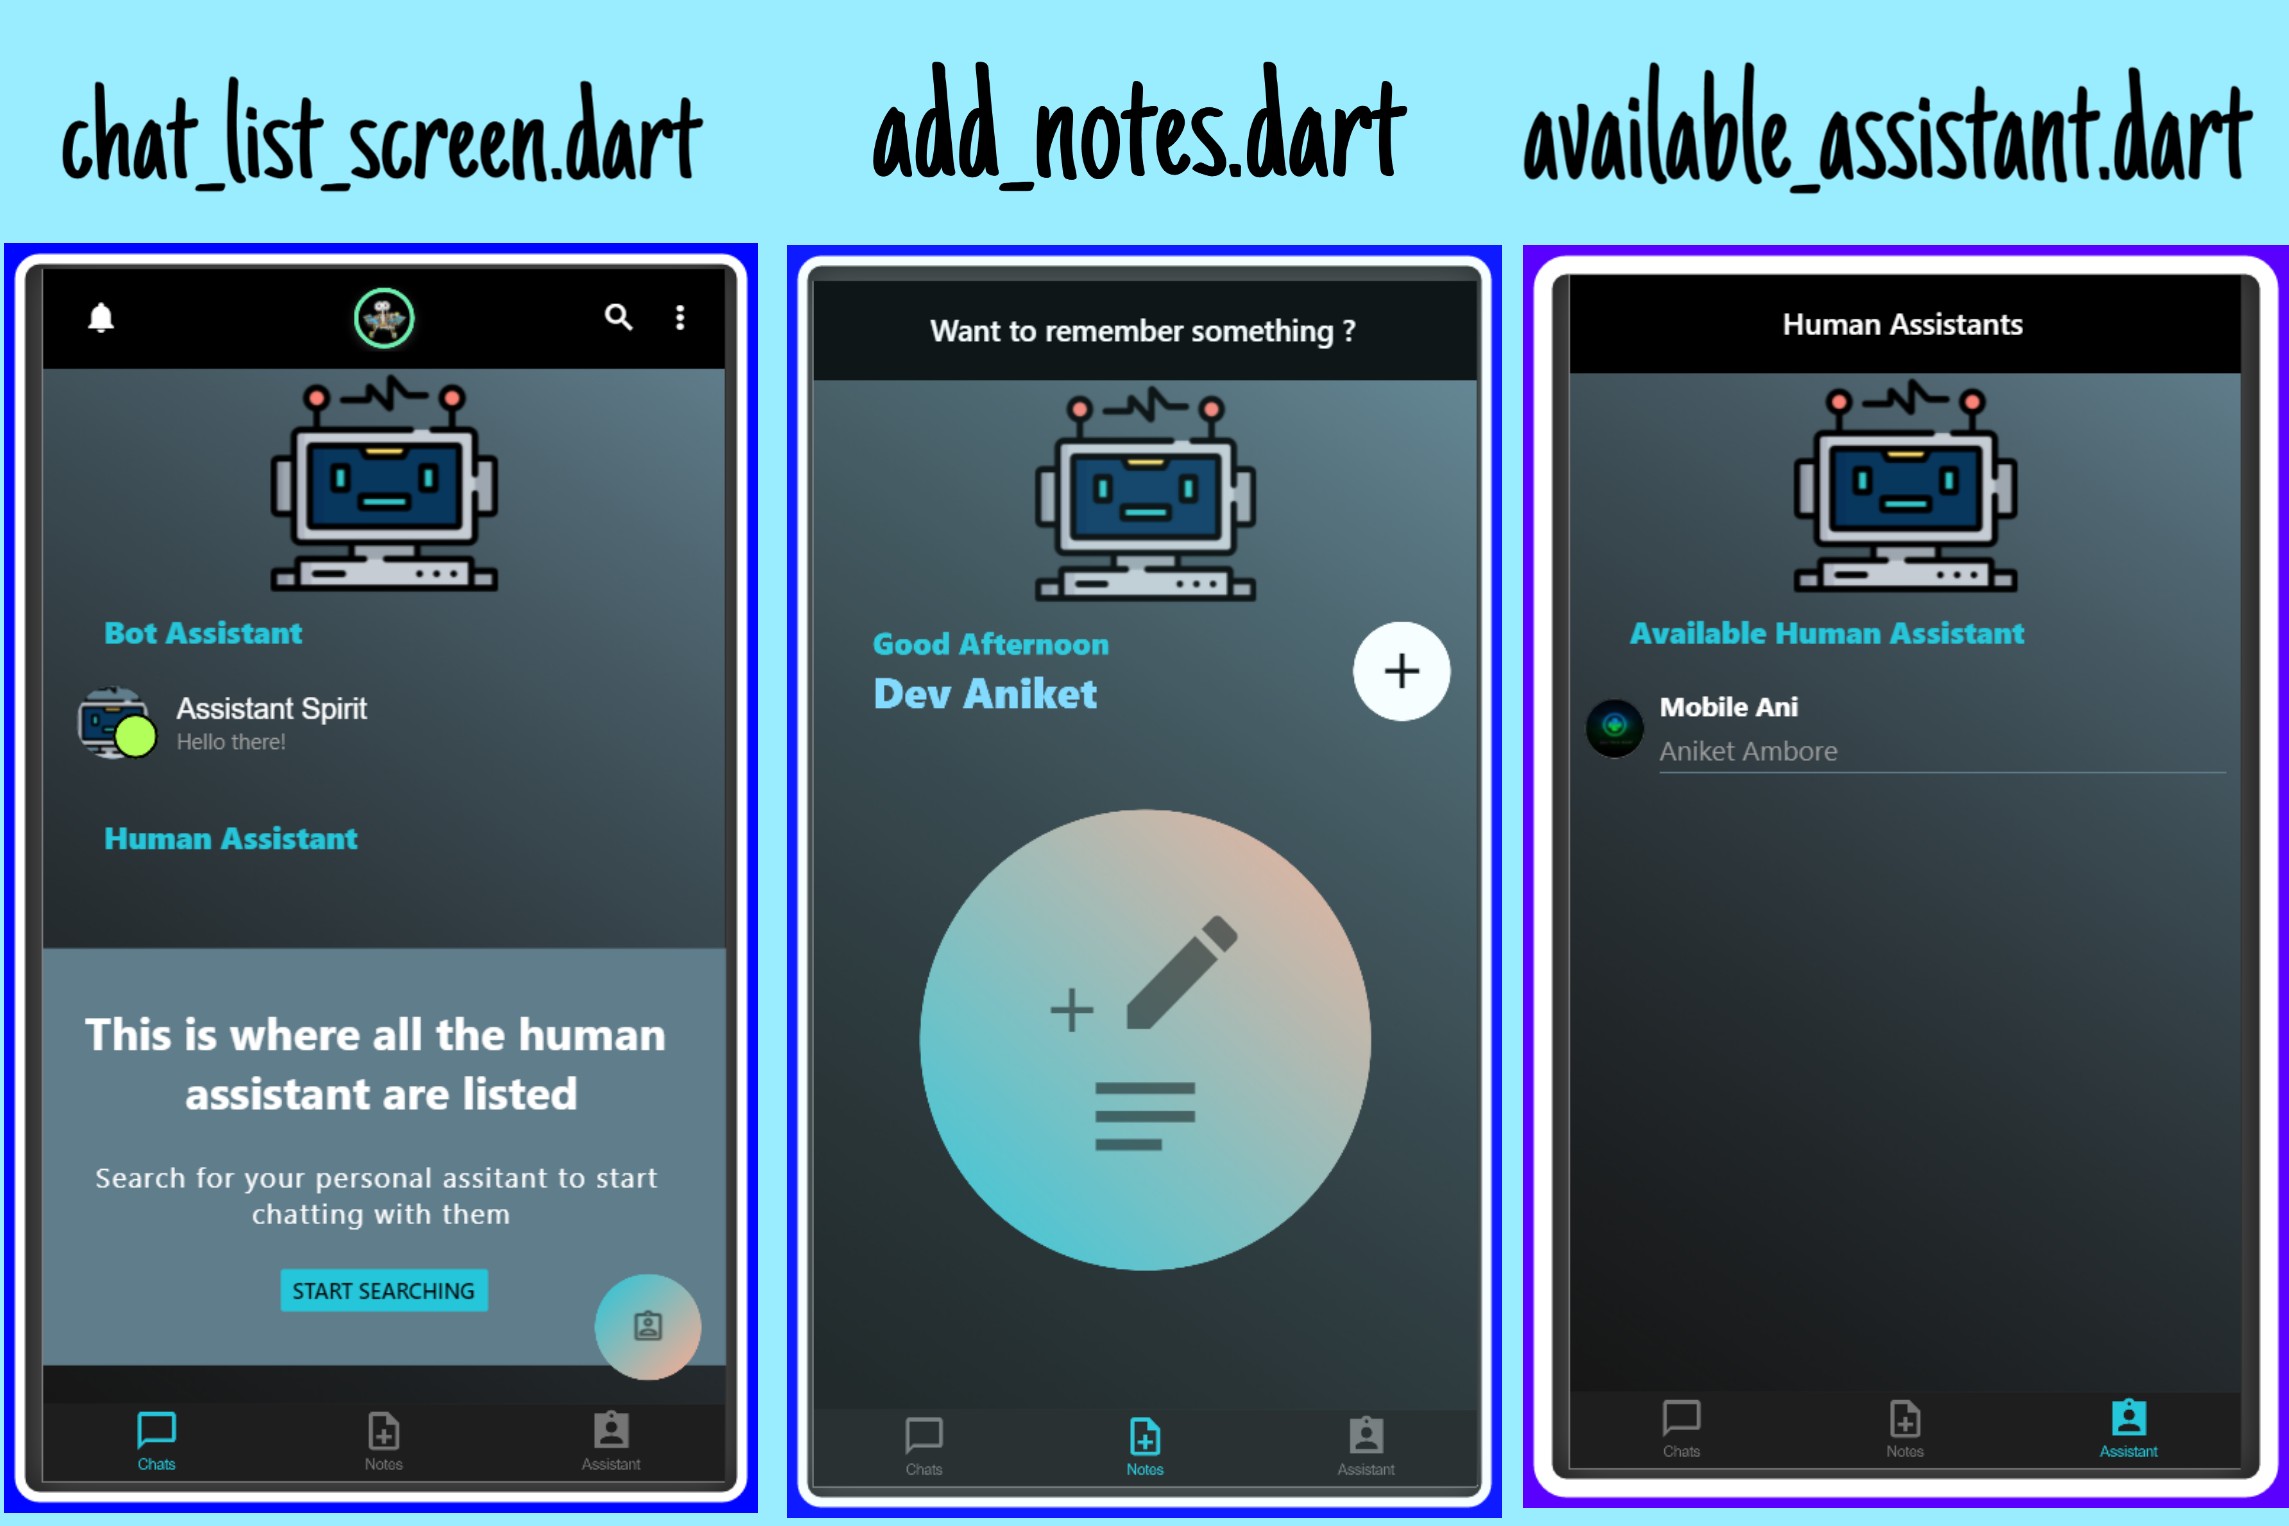 chat_list_screen.dart
add_notes.dart
available_assistant.dart
Bot Assistant
Assistant Spirit
Hello there!
Human Assistant
This is where all the human
assistant are listed
Search for your personal assitant to start
chatting with them
START SEARCHING
Chats
Notes
Assistant
Want to remember something ?
Good Afternoon
Dev Aniket
Chats
Notes
Assistant
Human Assistants
Available Human Assistant
Mobile Ani
Aniket Ambore
Chats
Notes
Assistant